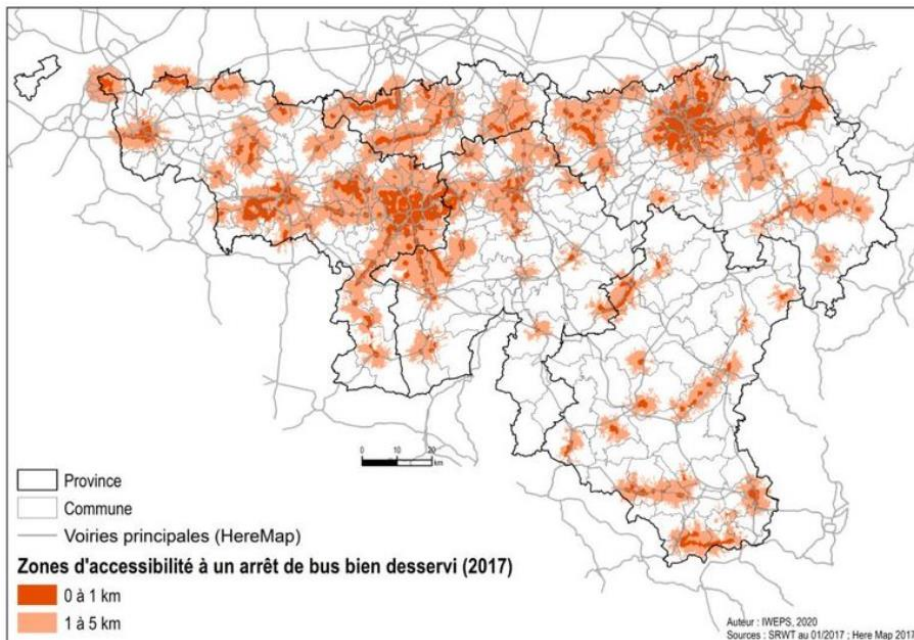 0 10 20
km
Province
Commune
Voiries principales (HereMap)
Zones d'accessibilité à un arrêt de bus bien desservi (2017)
0 à 1 km
1 à 5 km
Auteur : IWEPS, 2020
Sources : SRWT au 01/2017 ; Here Map 2017